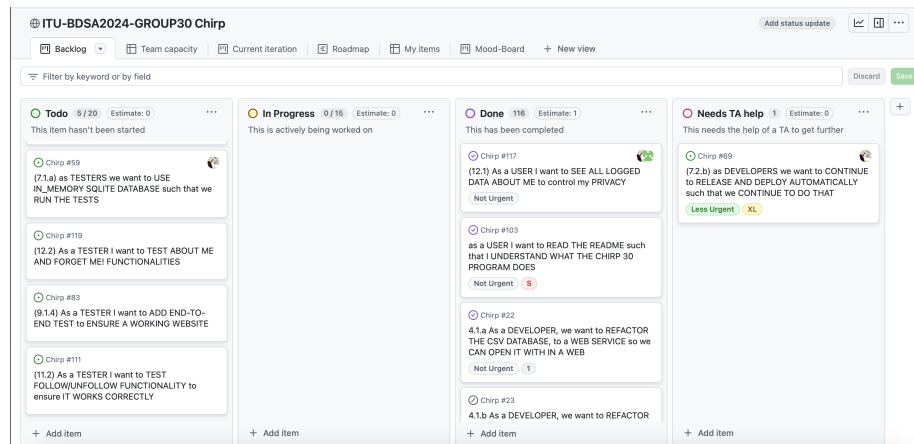 ITU-BDSA2024-GROUP30 Chirp
Add status update
Backlog
Team capacity
Current iteration
Roadmap
My items
Mood-Board
+ New view
Filter by keyword or by field
Discard
Save
Todo 5 / 20 Estimate: 0
This item hasn't been started
Chirp #59
(7.1.a) as TESTERS we want to USE
IN_MEMORY SQLITE DATABASE such that we
RUN THE TESTS
Chirp #119
(12.2) As a TESTER I want to TEST ABOUT ME
AND FORGET ME! FUNCTIONALITIES
Chirp #83
(9.1.4) As a TESTER I want to ADD END-TO-
END TEST to ENSURE A WORKING WEBSITE
Chirp #111
(11.2) As a TESTER I want to TEST
FOLLOW/UNFOLLOW FUNCTIONALITY to
ensure IT WORKS CORRECTLY
+ Add item
In Progress 0 / 15 Estimate: 0
This is actively being worked on
+ Add item
Done 116 Estimate: 1
This has been completed
Chirp #117
(12.1) As a USER I want to SEE ALL LOGGED
DATA ABOUT ME to control my PRIVACY
Not Urgent
Chirp #103
as a USER I want to READ THE README such
that I UNDERSTAND WHAT THE CHIRP 30
PROGRAM DOES
Not Urgent S
Chirp #22
4.1.a As a DEVELOPER, we want to REFACTOR
THE CSV DATABASE, to a WEB SERVICE so we
CAN OPEN IT WITH IN A WEB
Not Urgent 1
Chirp #23
4.1.b As a DEVELOPER, we want to REFACTOR
+ Add item
Needs TA help 1 Estimate: 0
This needs the help of a TA to get further
Chirp #69
(7.2.b) as DEVELOPERS we want to CONTINUE
to RELEASE AND DEPLOY AUTOMATICALLY
such that we CONTINUE TO DO THAT
Less Urgent XL
+ Add item